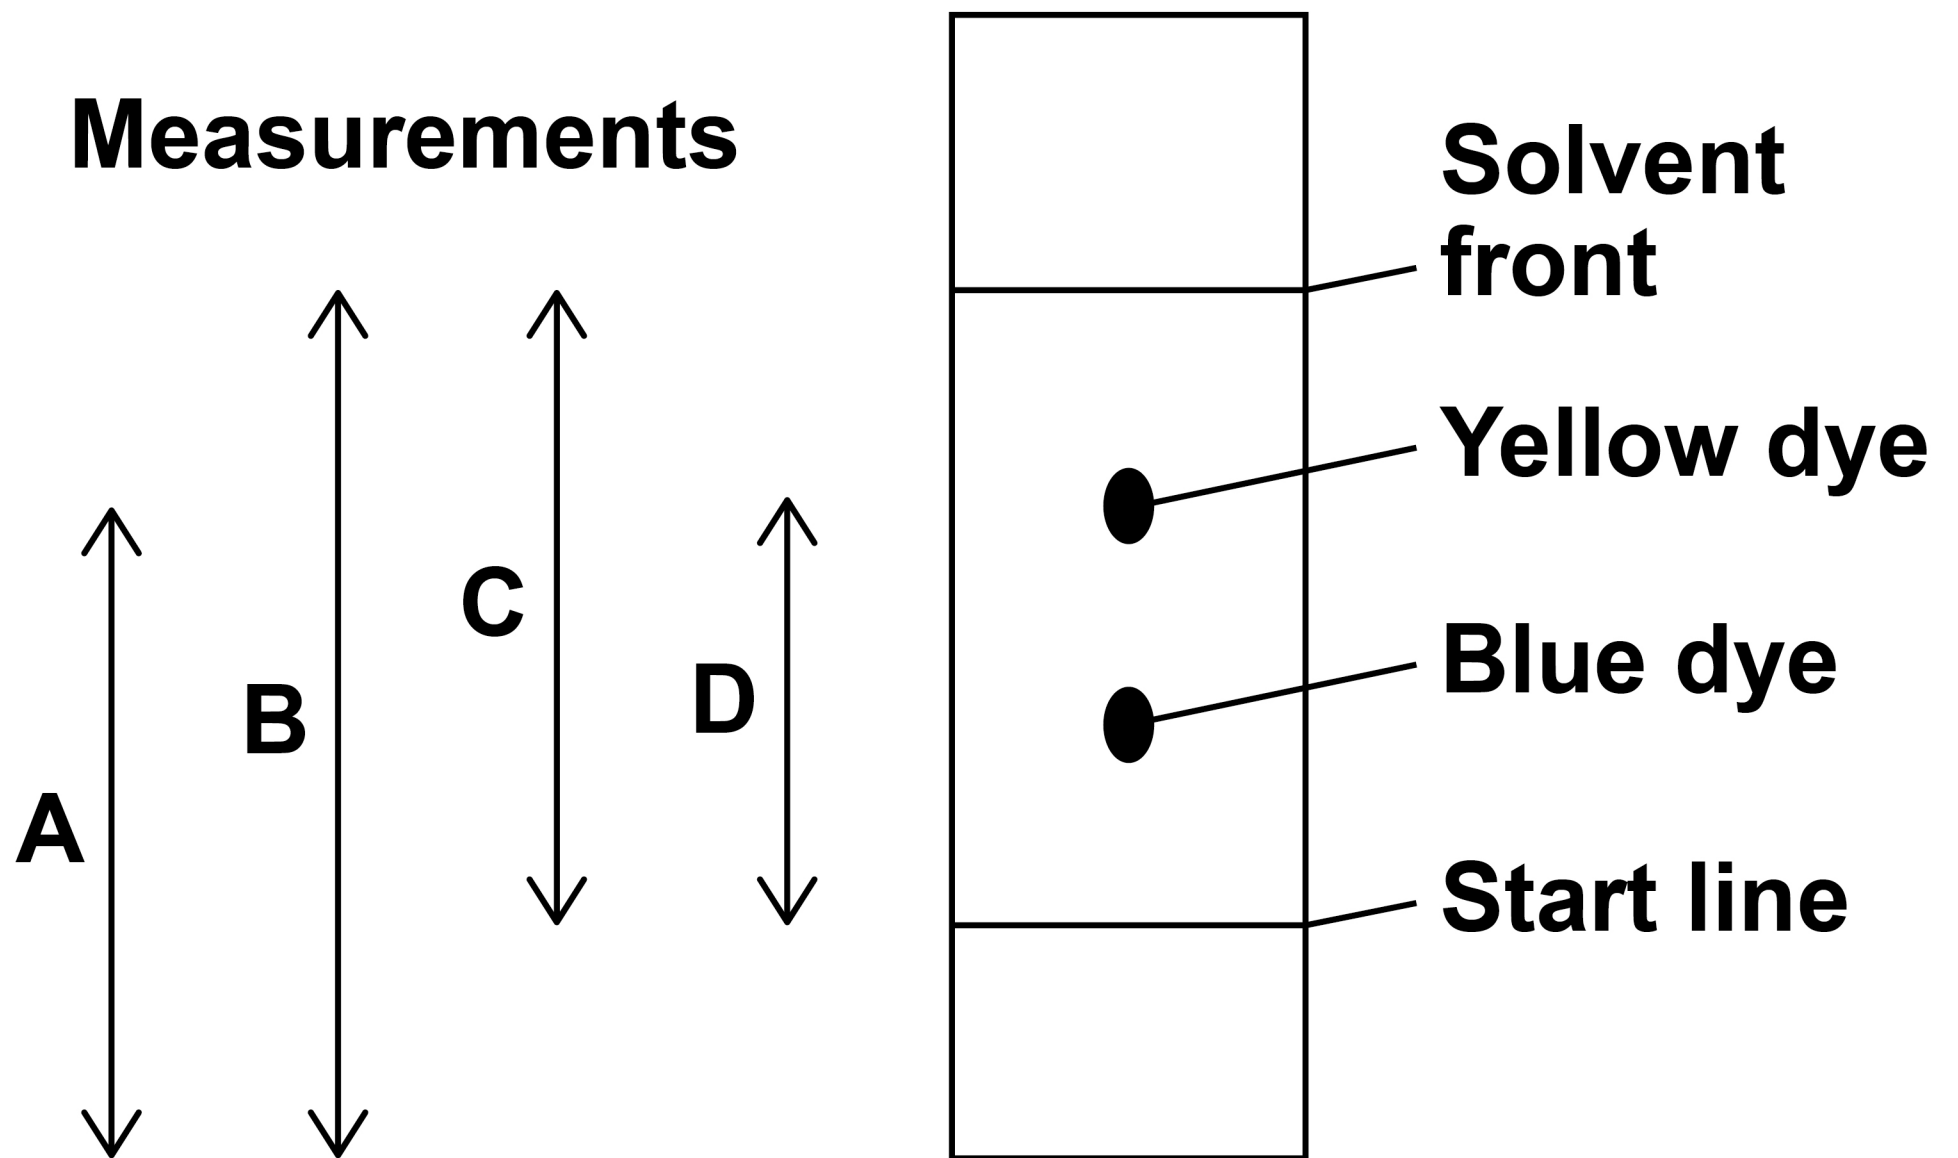 Measurements
Solvent
front
Yellow dye
Blue dye
Start line
A
B
C
D